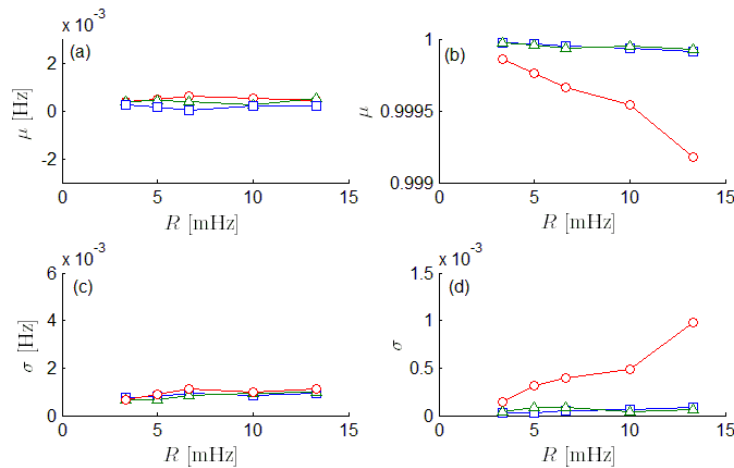 x 10⁻³
(a)
2
0
-2
μ [Hz]
0 5 10 15
R [mHz]
(b)
1
0.9995
0.999
μ
0 5 10 15
R [mHz]
x 10⁻³
(c)
6
4
2
0
σ [Hz]
0 5 10 15
R [mHz]
x 10⁻³
(d)
1.5
1
0.5
0
σ
0 5 10 15
R [mHz]